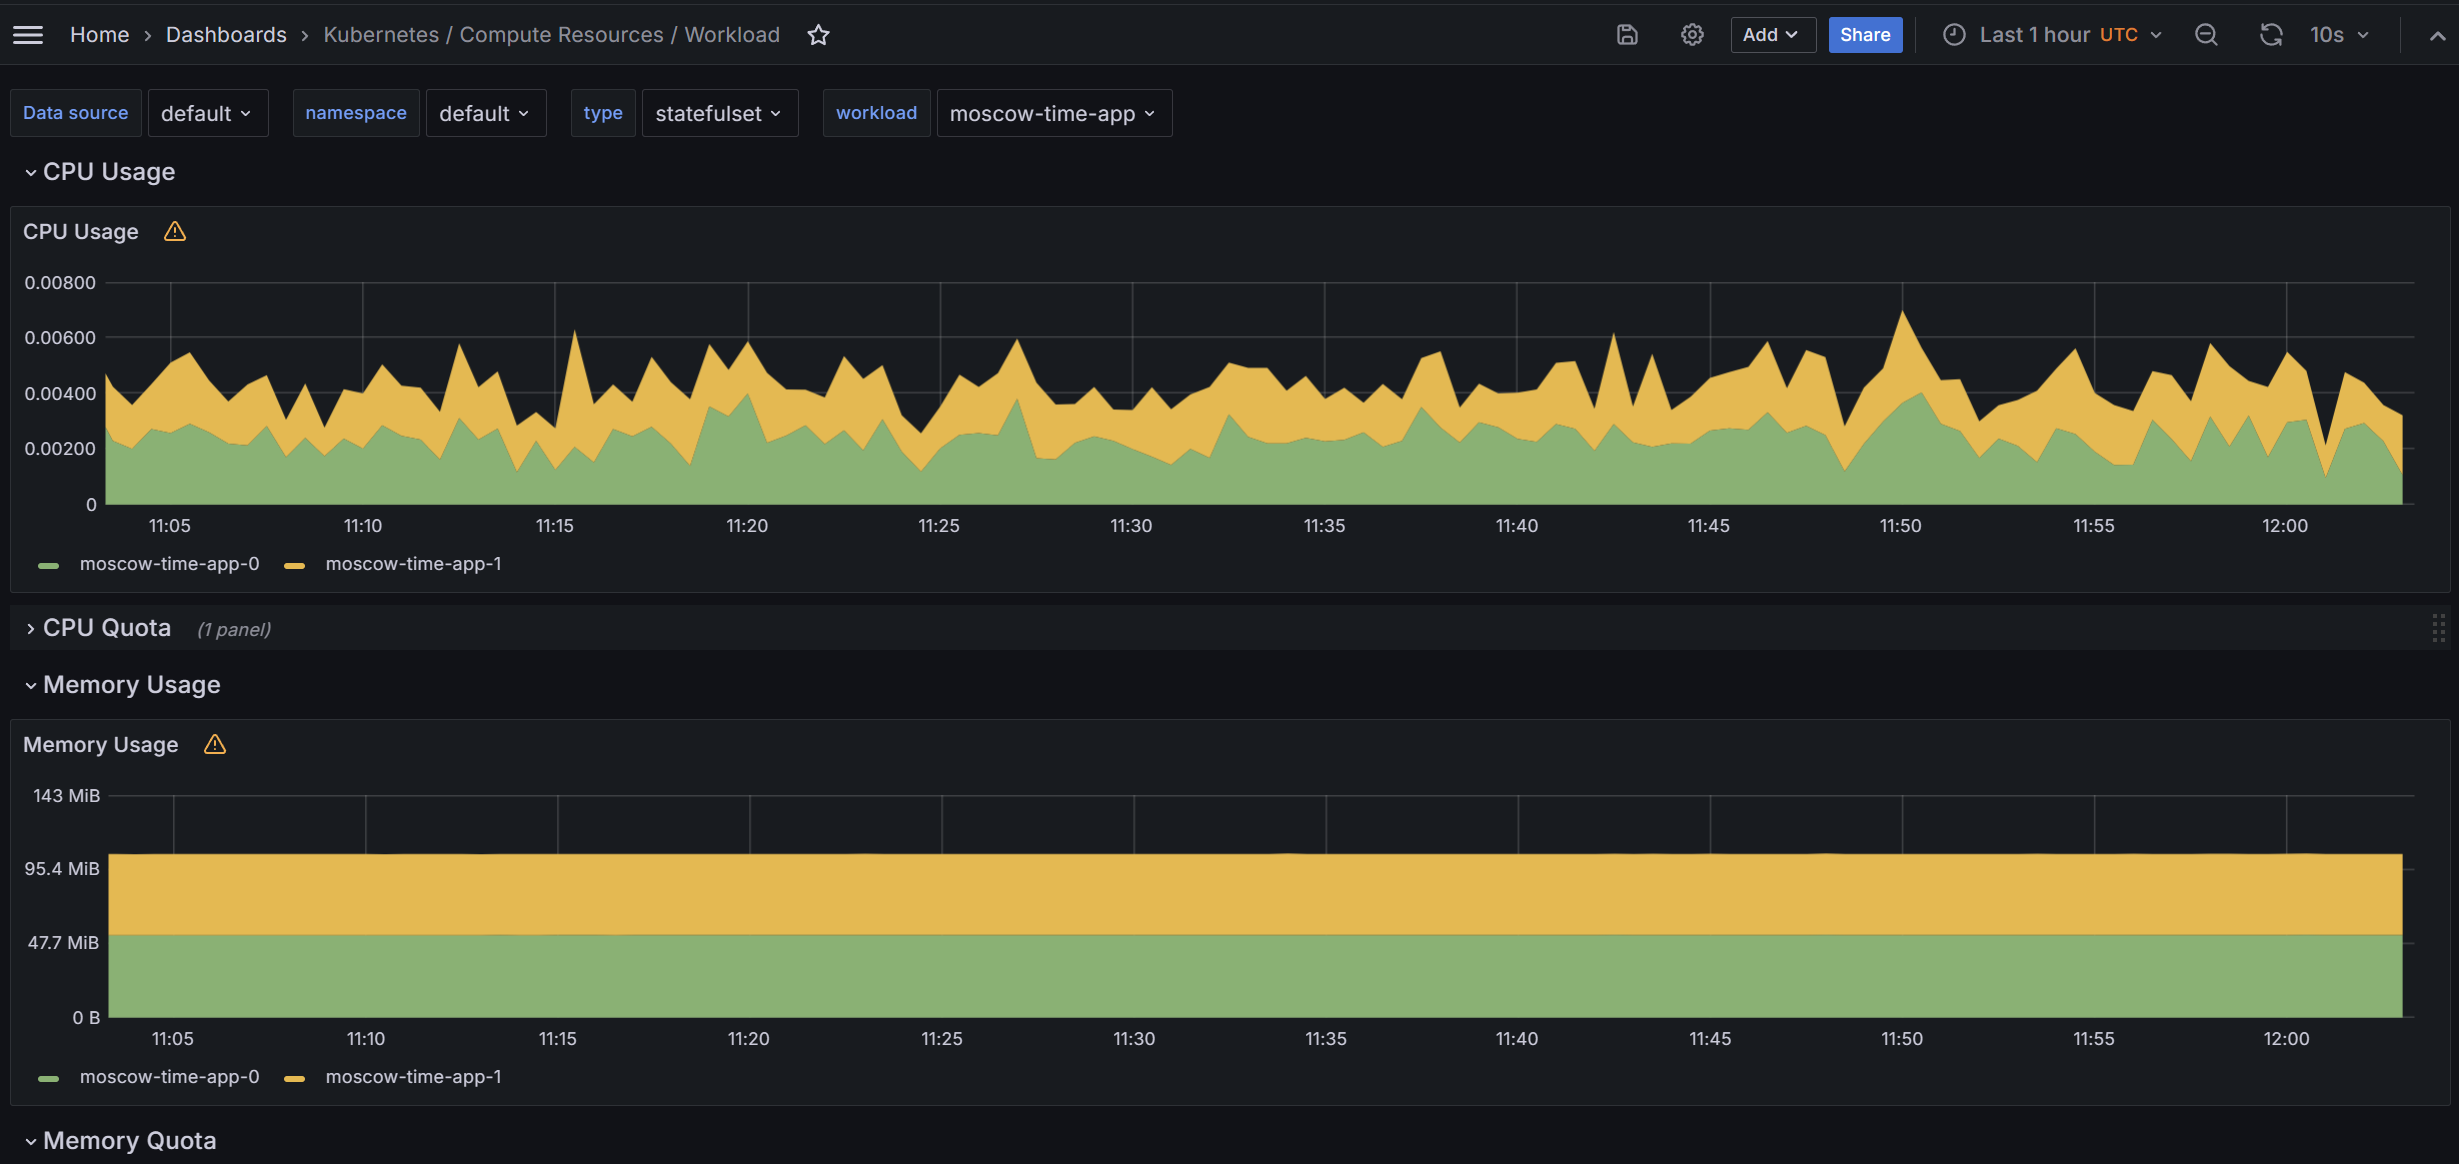 Home › Dashboards › Kubernetes / Compute Resources / Workload Add Share Last 1 hour UTC 10s
Data source default namespace default type statefulset workload moscow-time-app
CPU Usage
CPU Usage
0.00800
0.00600
0.00400
0.00200
0
11:05 11:10 11:15 11:20 11:25 11:30 11:35 11:40 11:45 11:50 11:55 12:00
moscow-time-app-0 moscow-time-app-1
CPU Quota (1 panel)
Memory Usage
Memory Usage
143 MiB
95.4 MiB
47.7 MiB
0 B
11:05 11:10 11:15 11:20 11:25 11:30 11:35 11:40 11:45 11:50 11:55 12:00
moscow-time-app-0 moscow-time-app-1
Memory Quota